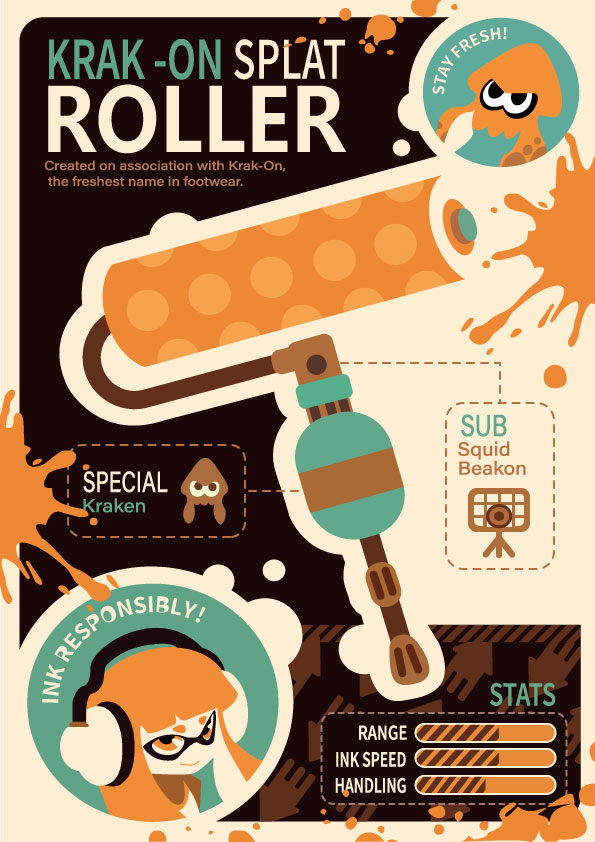 KRAK -ON SPLAT
ROLLER
Created on association with Krak-On,
the freshest name in footwear.
STAY FRESH!
SUB
Squid
Beakon
SPECIAL
Kraken
INK RESPONSIBLY!
STATS
RANGE
INK SPEED
HANDLING